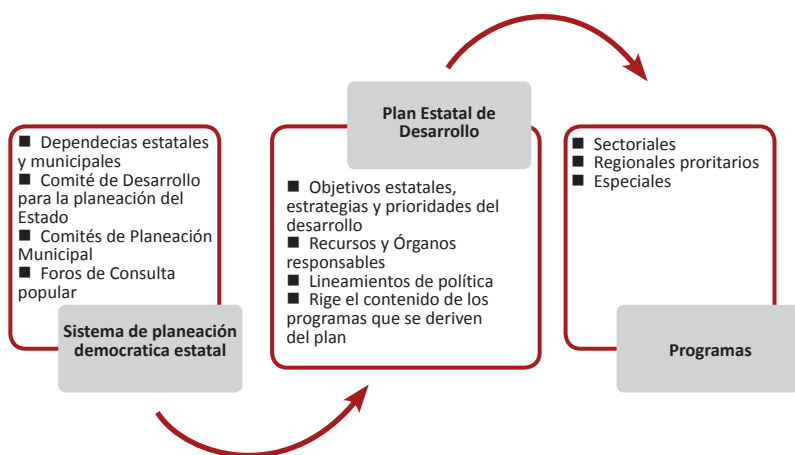 ■ Dependecias estatales
y municipales
■ Comité de Desarrollo
para la planeación del
Estado
■ Comités de Planeación
Municipal
■ Foros de Consulta
popular
Sistema de planeación
democratica estatal
Plan Estatal de
Desarrollo
■ Objetivos estatales,
estrategias y prioridades del
desarrollo
■ Recursos y Órganos
responsables
■ Lineamientos de política
■ Rige el contenido de los
programas que se deriven
del plan
■ Sectoriales
■ Regionales proritarios
■ Especiales
Programas